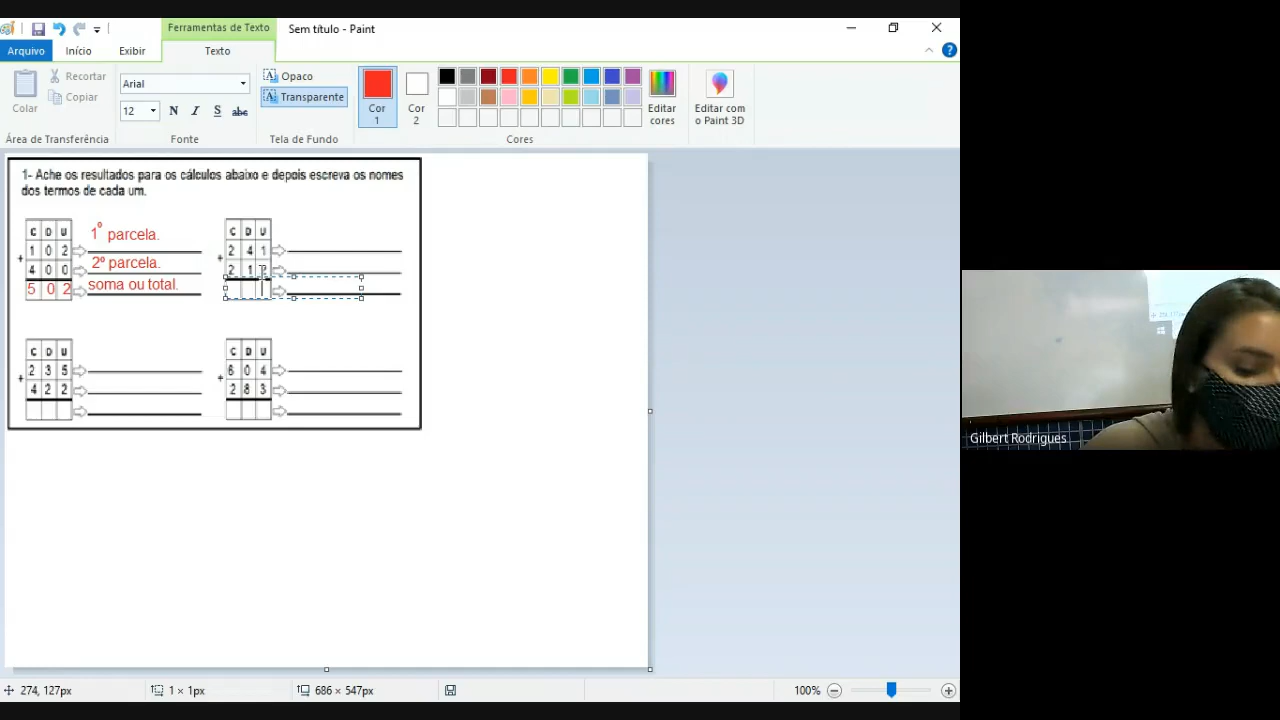 Ferramentas de Texto
Sem título - Paint
Arquivo
Início
Exibir
Texto
Colar
Recortar
Copiar
Área de Transferência
Arial
12
N I S abc
Fonte
Opaco
Transparente
Tela de Fundo
Cor 1
Cor 2
Editar cores
Editar com o Paint 3D
Cores
1- Ache os resultados para os cálculos abaixo e depois escreva os nomes
dos termos de cada um.
C D U
1 0 2 1º parcela.
+
4 0 0 2º parcela.
5 0 2 soma ou total.
C D U
2 4 1
+
2 1
C D U
2 3 5
+
4 2 2
C D U
6 0 4
+
2 8 3
Gilbert Rodrigues
274, 127px
1 × 1px
686 × 547px
100%